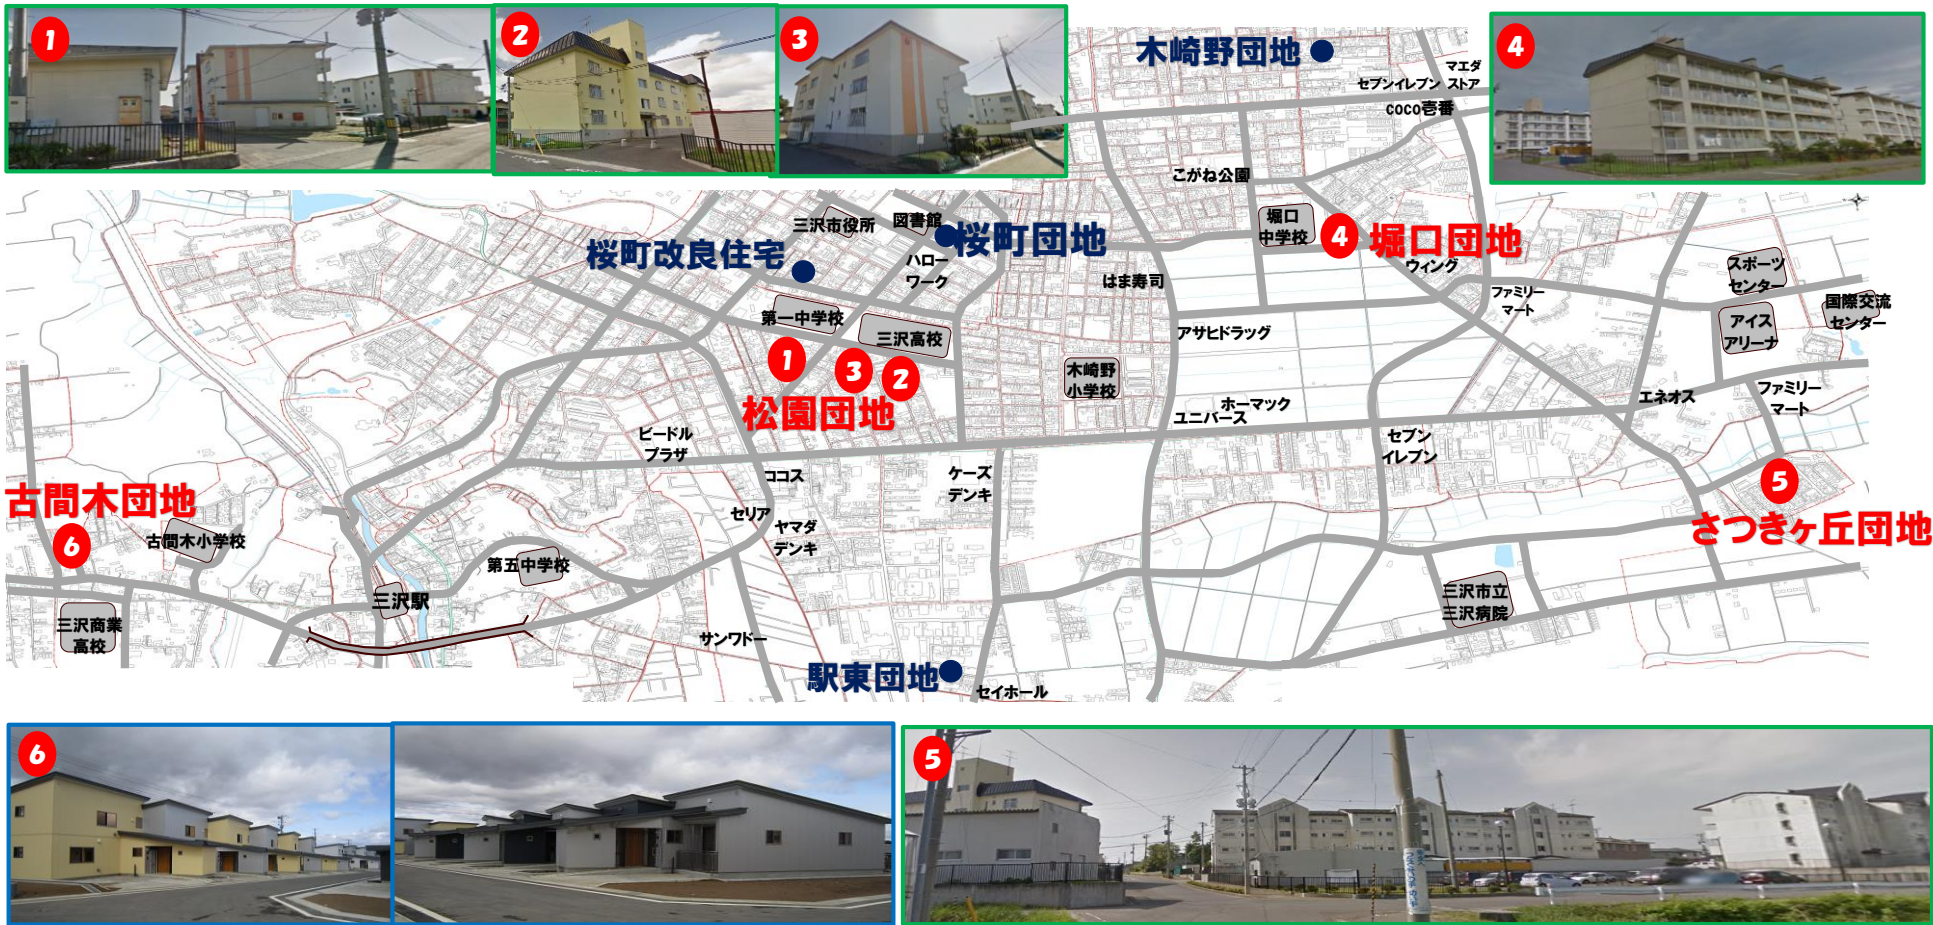 1
2
3
4
木崎野団地
マエダ
ストア
セブンイレブン
coco壱番
こがね公園
堀口
中学校
4
堀口団地
ウィング
三沢市役所
図書館
桜町団地
桜町改良住宅
ハロー
ワーク
はま寿司
スポーツ
センター
国際交流
センター
ファミリー
マート
アイス
アリーナ
第一中学校
三沢高校
アサヒドラッグ
1
3
2
松園団地
木崎野
小学校
ホーマック
ユニバース
エネオス
ファミリー
マート
ビードル
プラザ
セブン
イレブン
ココス
ケーズ
デンキ
5
さつきヶ丘団地
古間木団地
6
古間木小学校
セリア
ヤマダ
デンキ
第五中学校
三沢駅
三沢市立
三沢病院
三沢商業
高校
サンワドー
駅東団地
セイホール
6
5